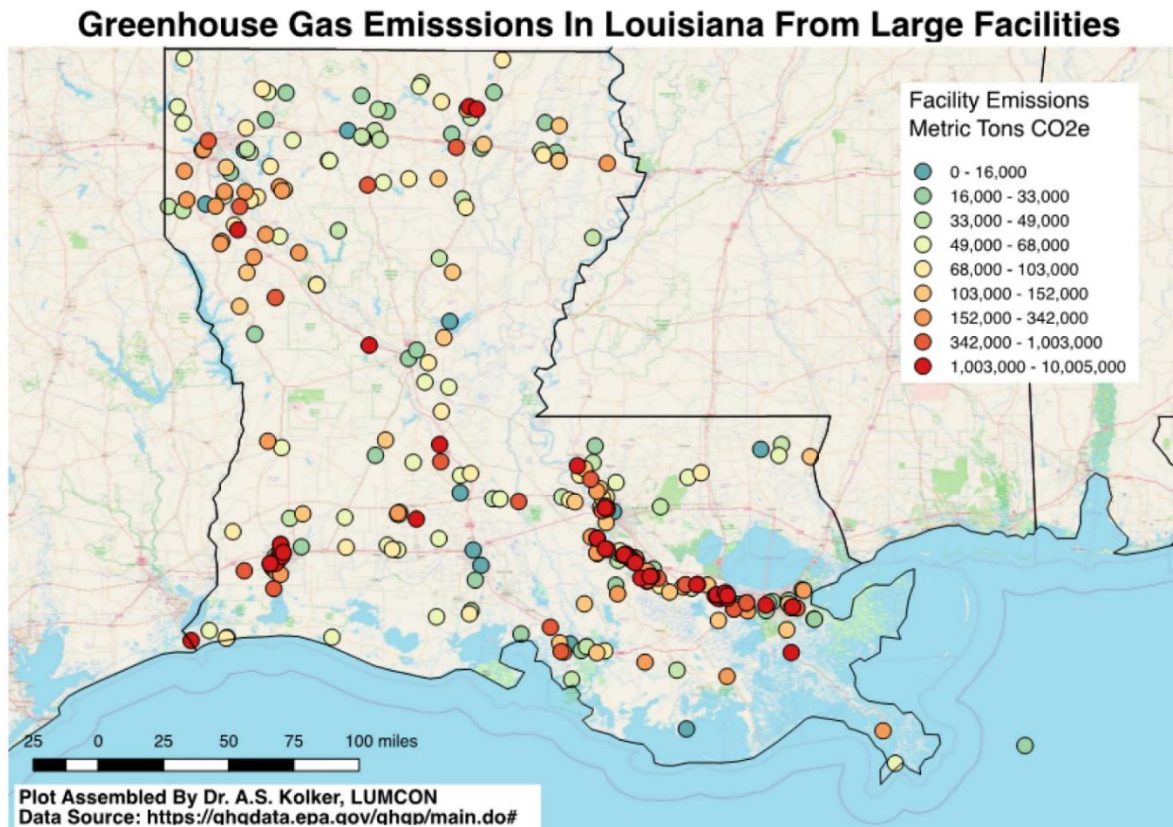 Greenhouse Gas Emisssions In Louisiana From Large Facilities
Facility Emissions
Metric Tons CO2e
0 - 16,000
16,000 - 33,000
33,000 - 49,000
49,000 - 68,000
68,000 - 103,000
103,000 - 152,000
152,000 - 342,000
342,000 - 1,003,000
1,003,000 - 10,005,000
25 0 25 50 75 100 miles
Plot Assembled By Dr. A.S. Kolker, LUMCON
Data Source: https://ghgdata.epa.gov/ghgp/main.do#